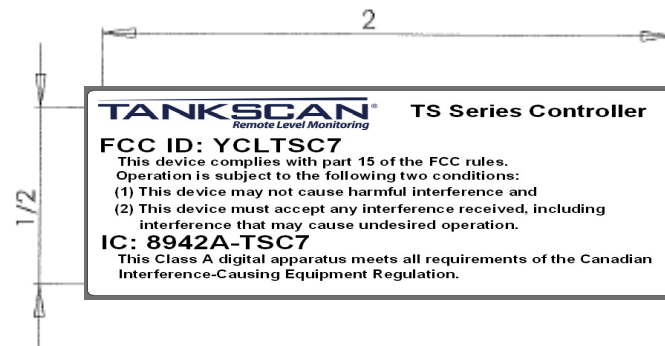 2
1/2
TANKSCAN® TS Series Controller
Remote Level Monitoring
FCC ID: YCLTSC7
This device complies with part 15 of the FCC rules.
Operation is subject to the following two conditions:
(1) This device may not cause harmful interference and
(2) This device must accept any interference received, including
interference that may cause undesired operation.
IC: 8942A-TSC7
This Class A digital apparatus meets all requirements of the Canadian
Interference-Causing Equipment Regulation.